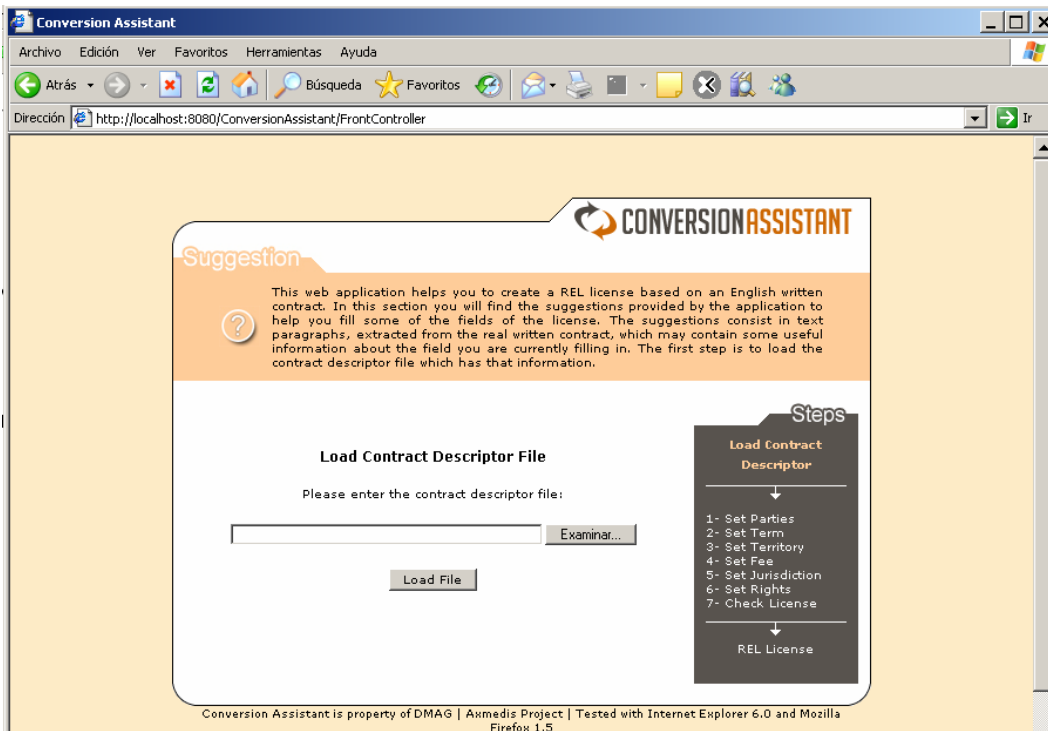 Conversion Assistant
Archivo Edición Ver Favoritos Herramientas Ayuda
Atrás Búsqueda Favoritos
Dirección http://localhost:8080/ConversionAssistant/FrontController Ir
CONVERSIONASSISTANT
Suggestion
This web application helps you to create a REL license based on an English written
contract. In this section you will find the suggestions provided by the application to
help you fill some of the fields of the license. The suggestions consist in text
paragraphs, extracted from the real written contract, which may contain some useful
information about the field you are currently filling in. The first step is to load the
contract descriptor file which has that information.
Load Contract Descriptor File
Please enter the contract descriptor file:
Examinar...
Load File
Steps
Load Contract
Descriptor
1- Set Parties
2- Set Term
3- Set Territory
4- Set Fee
5- Set Jurisdiction
6- Set Rights
7- Check License
REL License
Conversion Assistant is property of DMAG | Axmedis Project | Tested with Internet Explorer 6.0 and Mozilla
Firefox 1.5